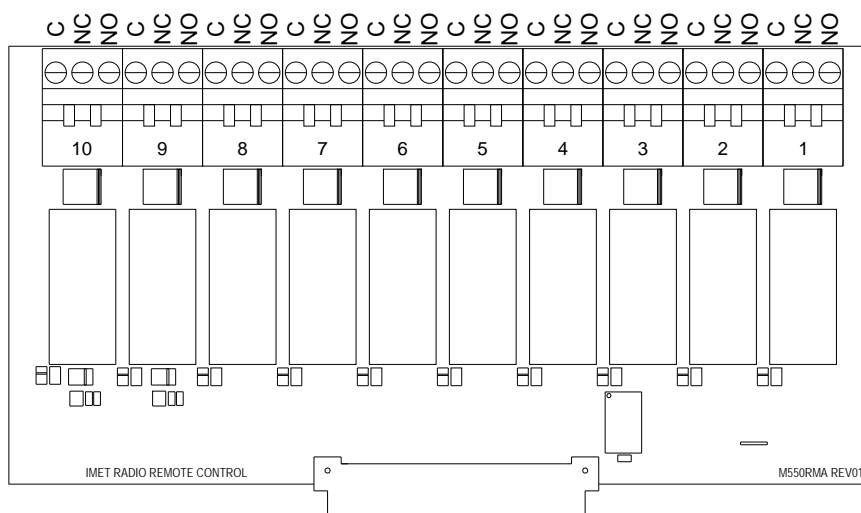 C NC NO C NC NO C NC NO C NC NO C NC NO C NC NO C NC NO C NC NO C NC NO C NC NO
10 9 8 7 6 5 4 3 2 1
IMET RADIO REMOTE CONTROL M550RMA REV01